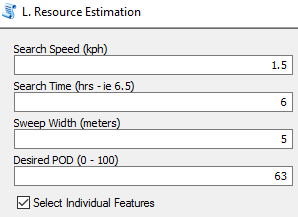 L. Resource Estimation
Search Speed (kph)
1.5
Search Time (hrs - ie 6.5)
6
Sweep Width (meters)
5
Desired POD (0 - 100)
63
Select Individual Features